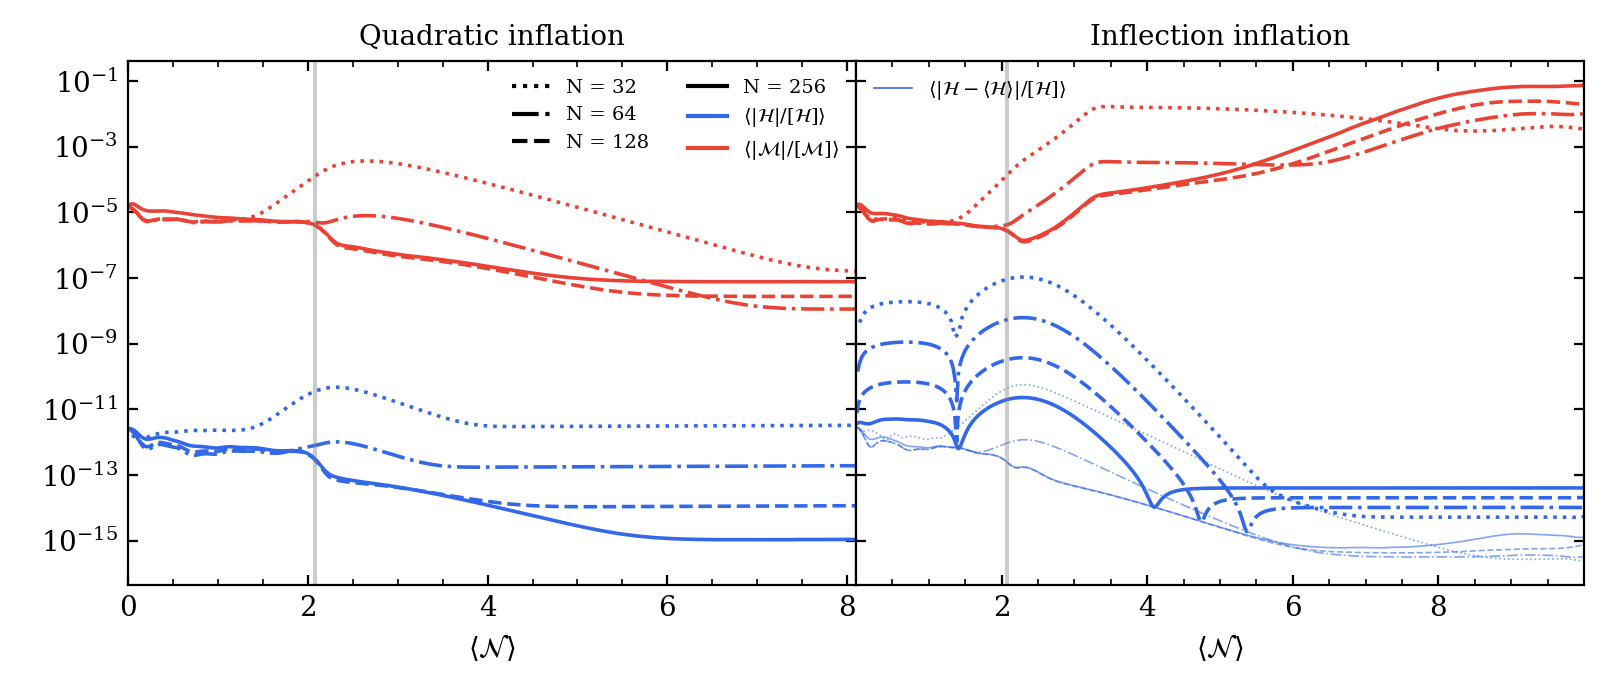 Quadratic inflation
Inflection inflation
10⁻¹
10⁻³
10⁻⁵
10⁻⁷
10⁻⁹
10⁻¹¹
10⁻¹³
10⁻¹⁵
N = 32
N = 64
N = 128
N = 256
⟨|ℋ|/[ℋ]⟩
⟨|ℳ|/[ℳ]⟩
⟨|ℋ − ⟨ℋ⟩|/[ℋ]⟩
0 2 4 6 8
2 4 6 8
⟨𝒩⟩
⟨𝒩⟩